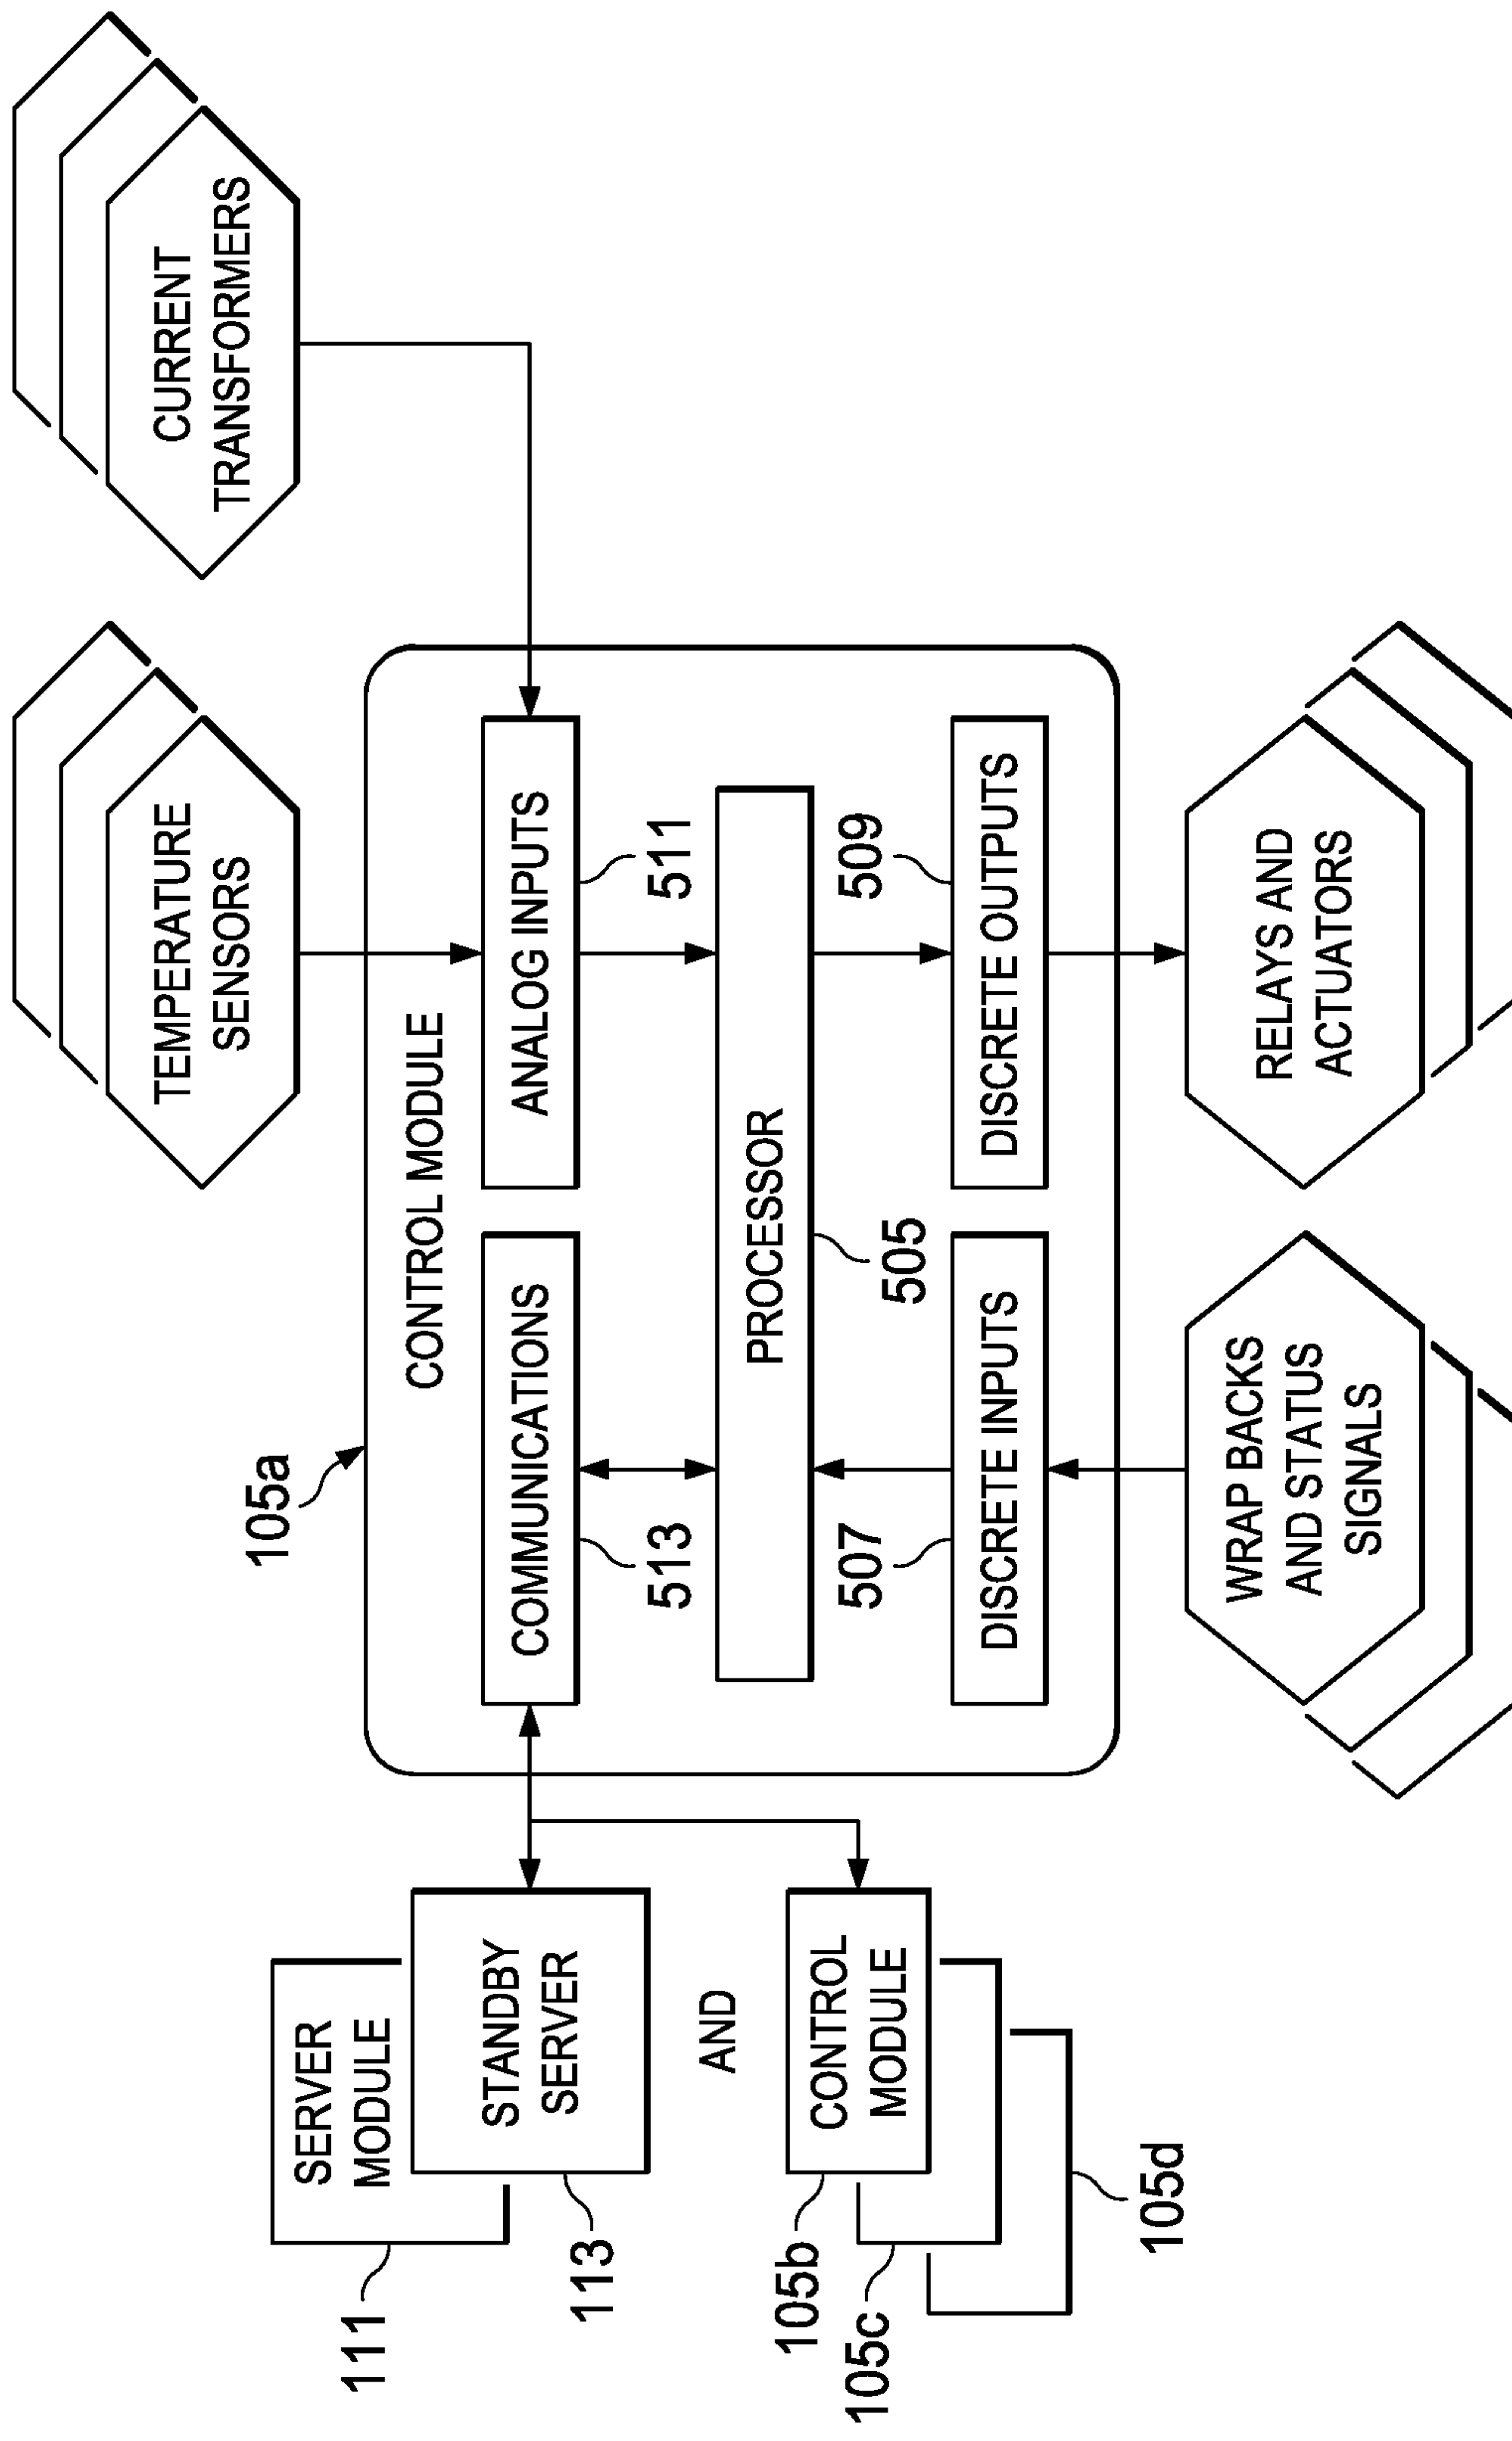 TEMPERATURE
SENSORS
CURRENT
TRANSFORMERS
105a
CONTROL MODULE
SERVER
MODULE
111
STANDBY
SERVER
113
AND
CONTROL
MODULE
105b
105c
105d
COMMUNICATIONS
513
ANALOG INPUTS
511
PROCESSOR
505
507
DISCRETE INPUTS
509
DISCRETE OUTPUTS
WRAP BACKS
AND STATUS
SIGNALS
RELAYS AND
ACTUATORS